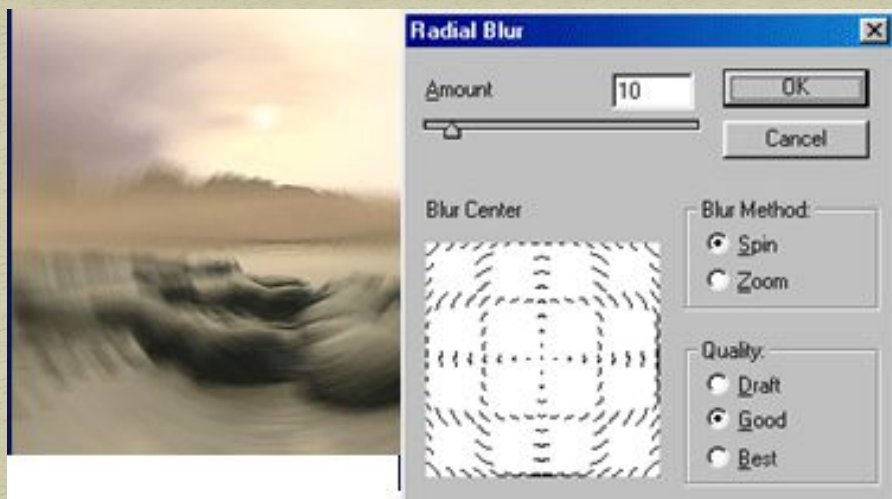 Radial Blur
Amount 10
OK
Cancel
Blur Center
Blur Method:
Spin
Zoom
Quality:
Draft
Good
Best